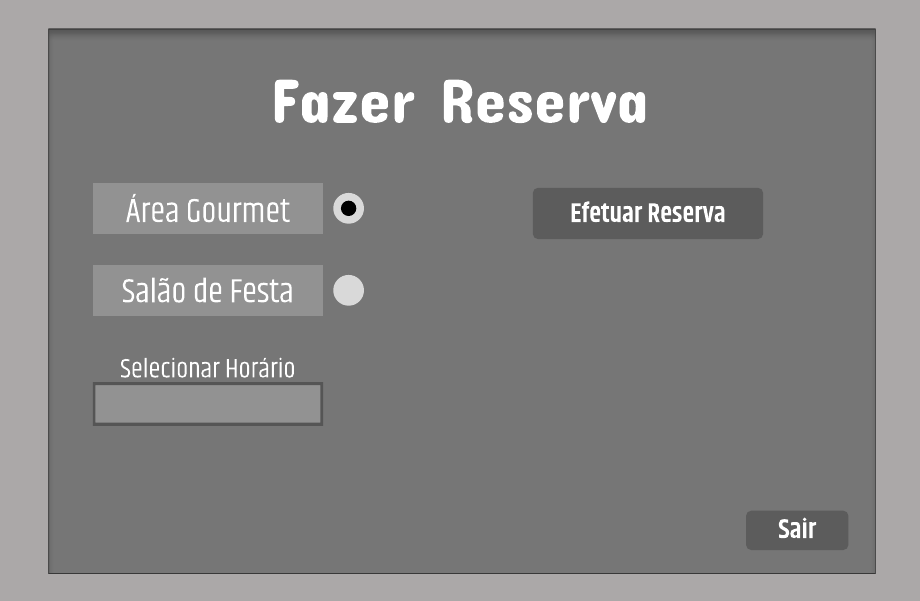 Fazer Reserva
Área Gourmet
Efetuar Reserva
Salão de Festa
Selecionar Horário
Sair